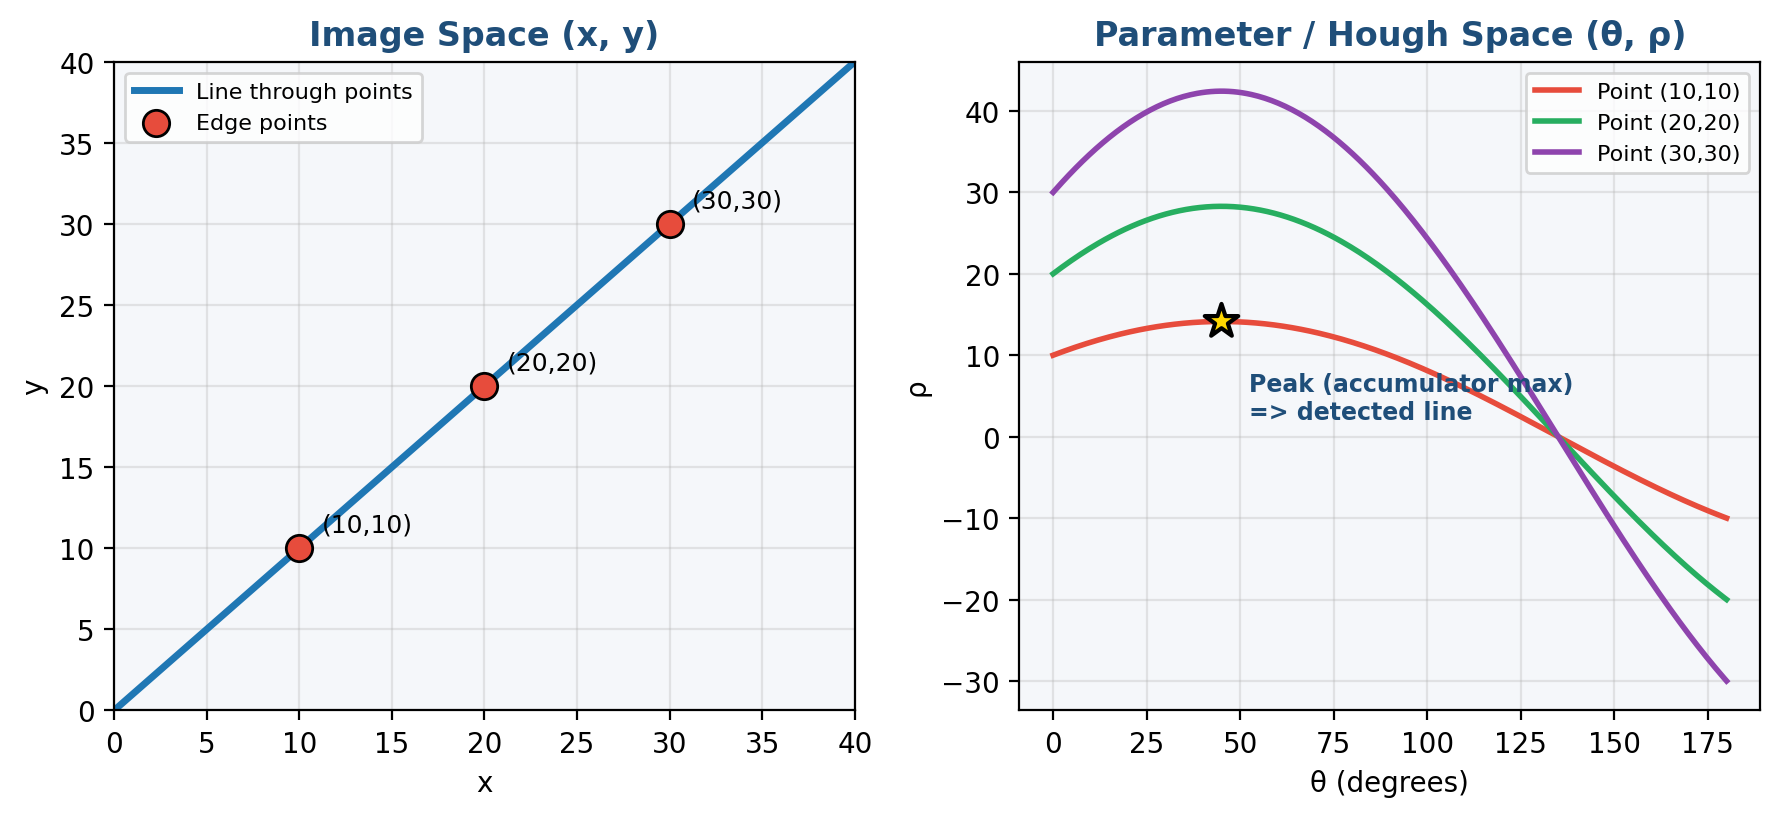 Image Space (x, y)
Line through points
Edge points
(30,30)
(20,20)
(10,10)
40
35
30
25
20
15
10
5
0
y
0 5 10 15 20 25 30 35 40
x
Parameter / Hough Space (θ, ρ)
Point (10,10)
Point (20,20)
Point (30,30)
Peak (accumulator max)
=> detected line
40
30
20
10
0
−10
−20
−30
ρ
0 25 50 75 100 125 150 175
θ (degrees)